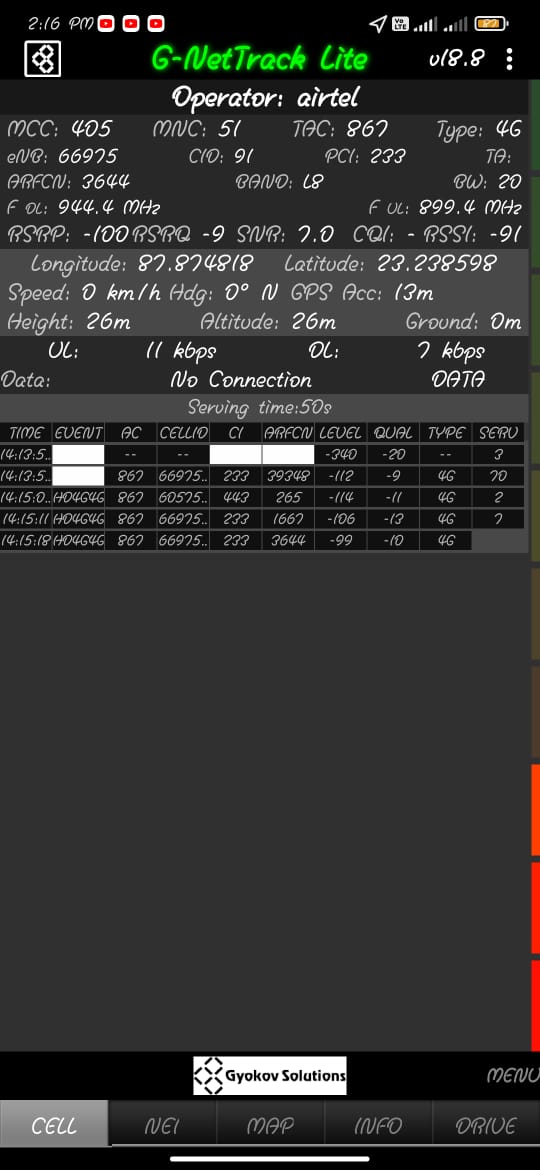 2:16 PM Vo LTE 87
G-NetTrack Lite v18.8
Operator: airtel
MCC: 405 MNC: 51 TAC: 867 Type: 4G
eNB: 66975 CID: 91 PCI: 233 TA:
ARFCN: 3644 BAND: L8 BW: 20
F DL: 944.4 MHz F UL: 899.4 MHz
RSRP: -100 RSRQ -9 SNR: 7.0 CQI: - RSSI: -91
Longitude: 87.874818 Latitude: 23.238598
Speed: 0 km/h Hdg: 0° N GPS Acc: 13m
Height: 26m Altitude: 26m Ground: 0m
UL: 11 kbps DL: 7 kbps
Data: No Connection DATA
Serving time:50s
TIME EVENT AC CELLID CI ARFCN LEVEL QUAL TYPE SERV
14:13:5.. -- -- -340 -20 -- 3
14:13:5.. 867 66975.. 233 39348 -112 -9 4G 70
14:15:0.. HO4G4G 867 60575.. 443 265 -114 -11 4G 2
14:15:11 HO4G4G 867 66975.. 233 1667 -106 -13 4G 7
14:15:18 HO4G4G 867 66975.. 233 3644 -99 -10 4G
Gyokov Solutions MENU
CELL NEI MAP INFO DRIVE